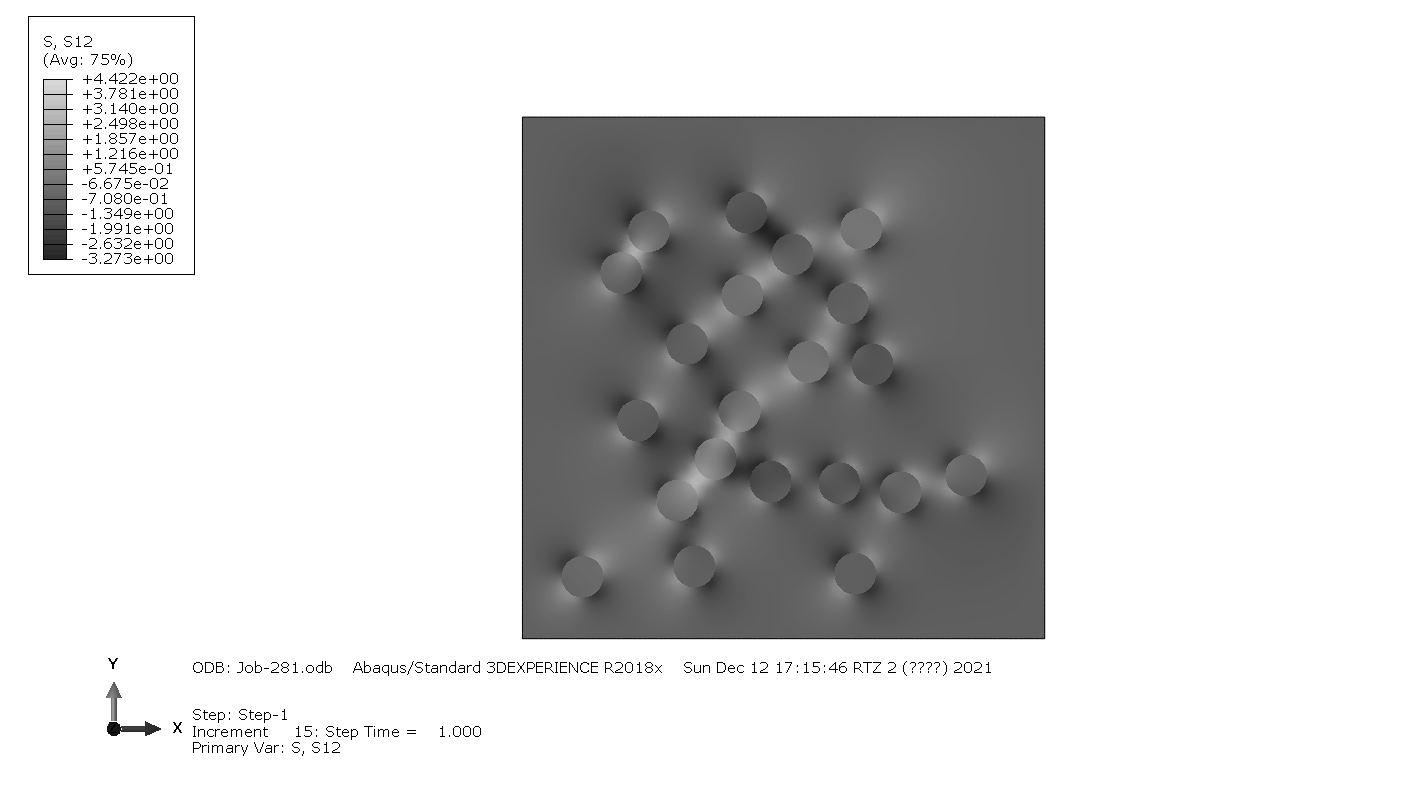 S, S12
(Avg: 75%)
+4.422e+00
+3.781e+00
+3.140e+00
+2.498e+00
+1.857e+00
+1.216e+00
+5.745e-01
-6.675e-02
-7.080e-01
-1.349e+00
-1.991e+00
-2.632e+00
-3.273e+00
Y
X
ODB: Job-281.odb    Abaqus/Standard 3DEXPERIENCE R2018x    Sun Dec 12 17:15:46 RTZ 2 (????) 2021
Step: Step-1
Increment     15: Step Time =    1.000
Primary Var: S, S12